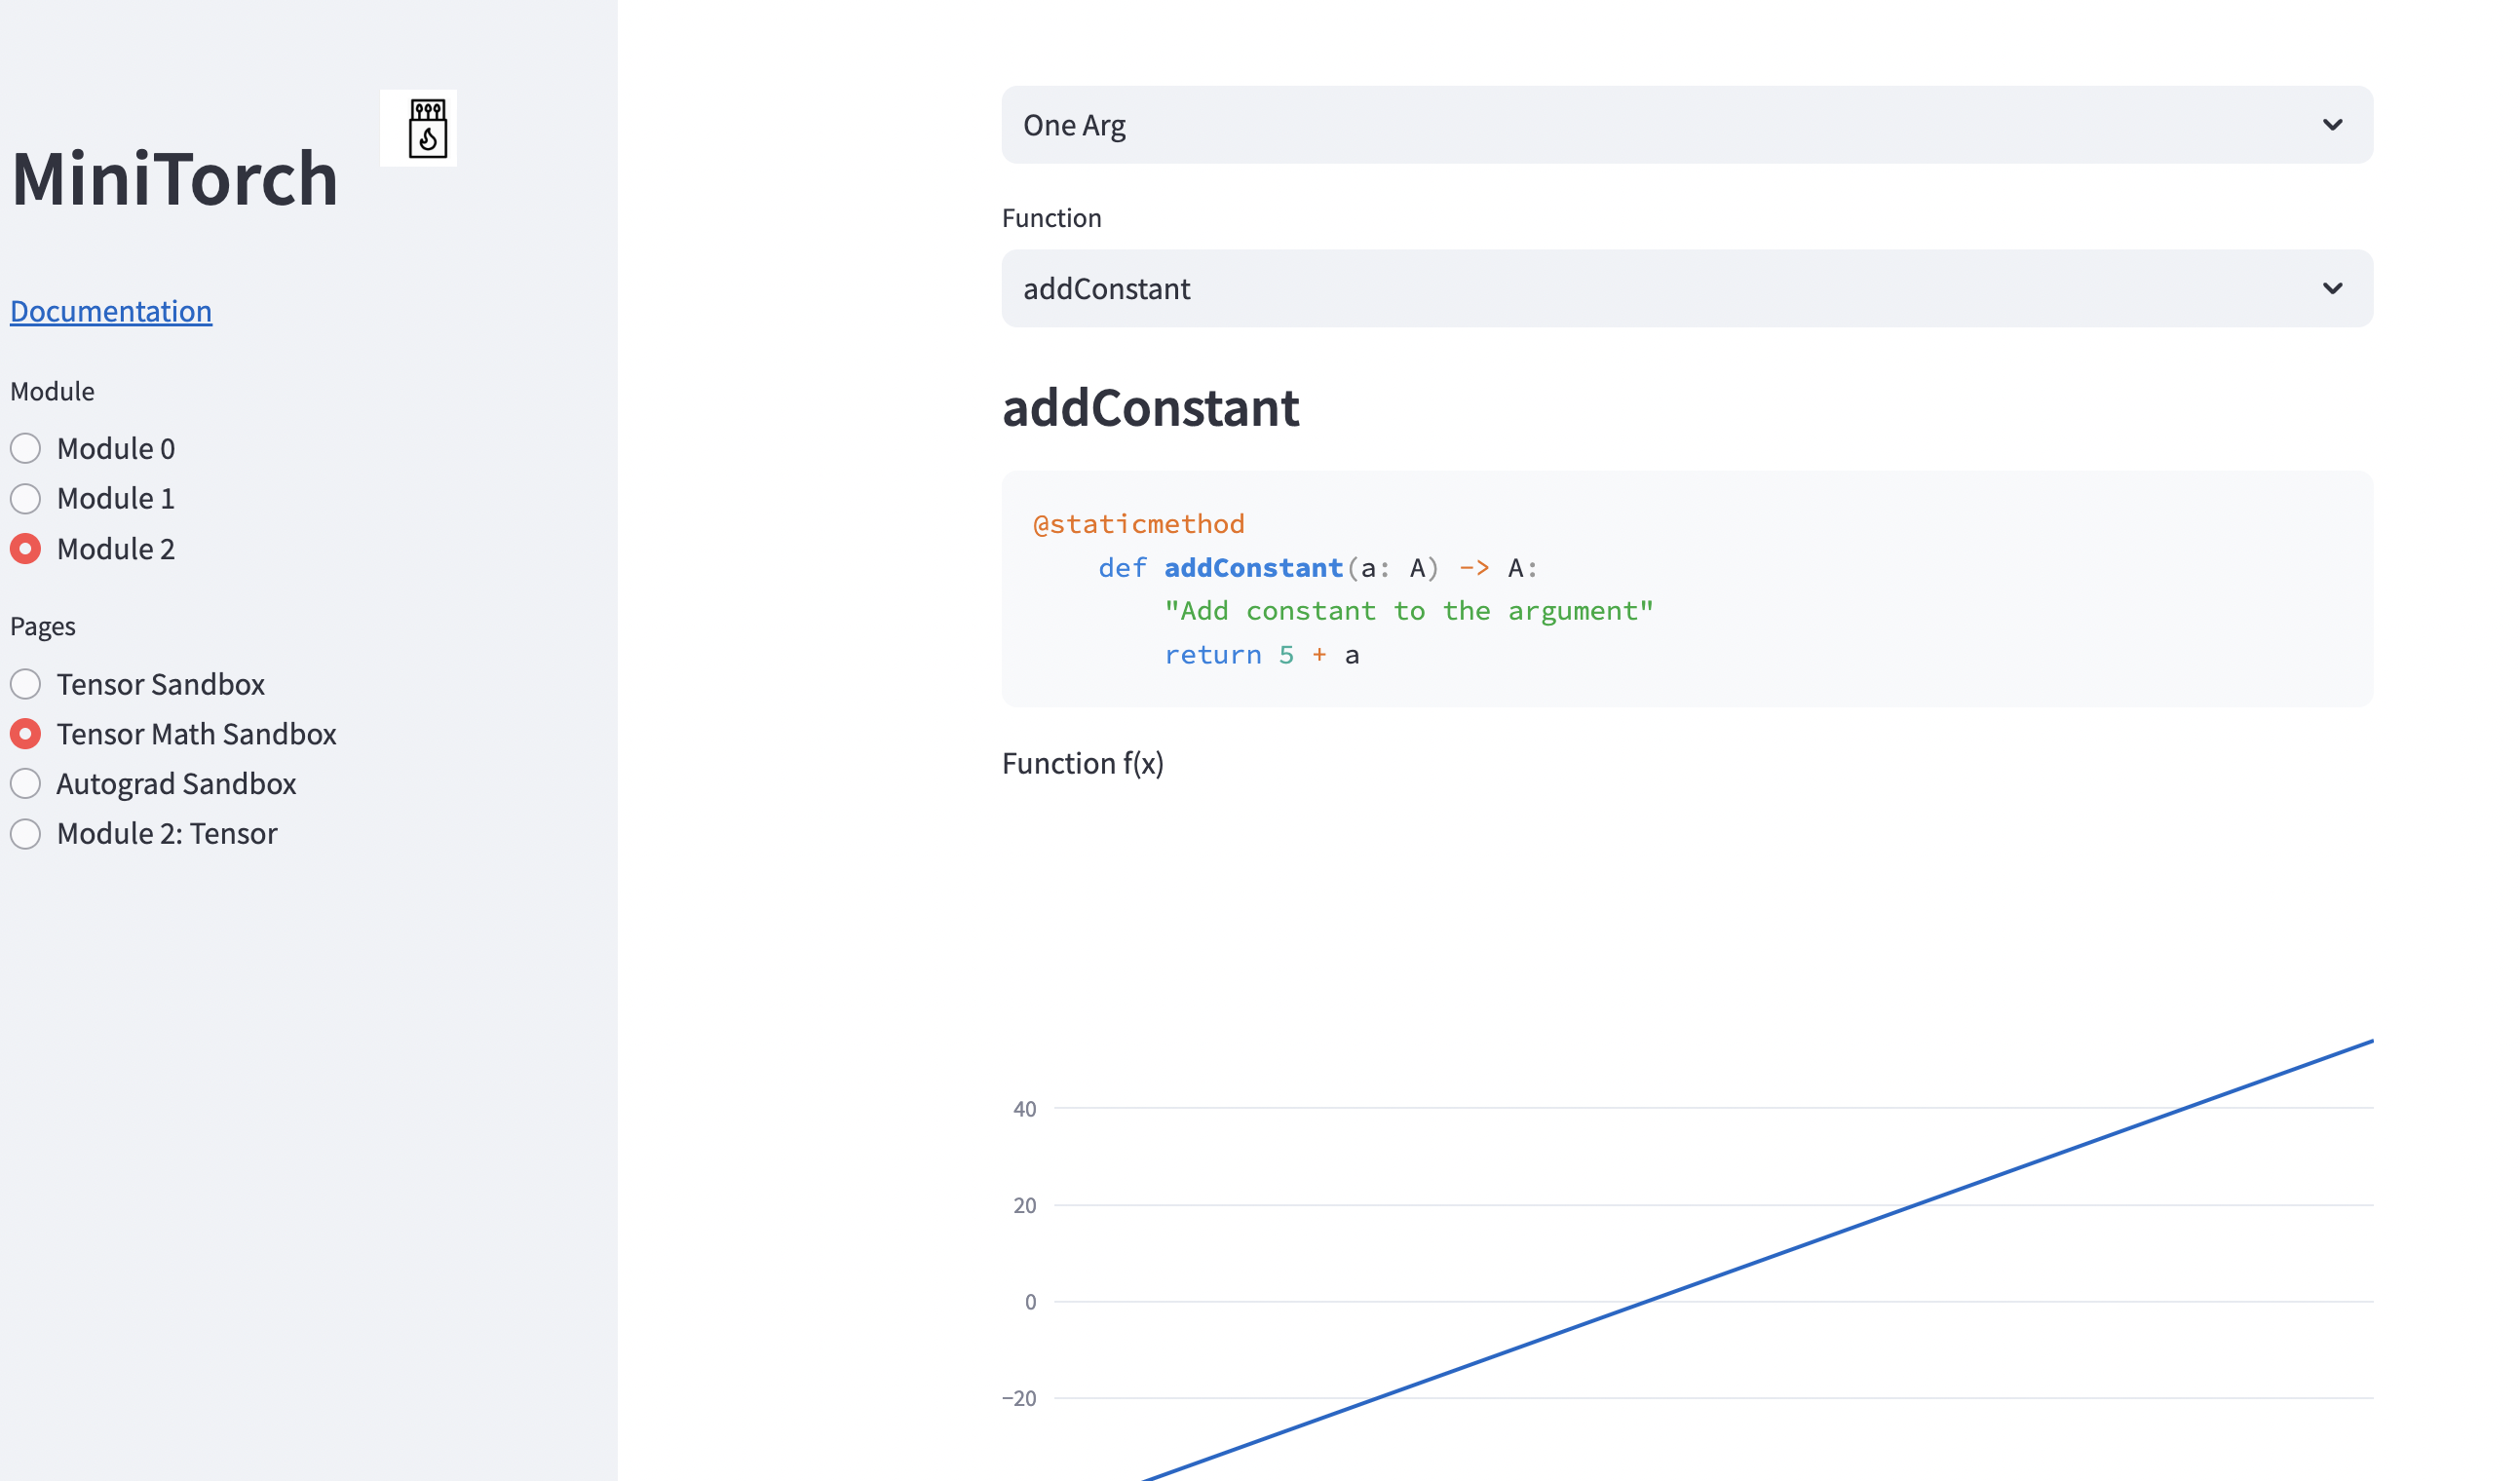 MiniTorch
Documentation
Module
Module 0
Module 1
Module 2
Pages
Tensor Sandbox
Tensor Math Sandbox
Autograd Sandbox
Module 2: Tensor
One Arg
Function
addConstant
addConstant
@staticmethod
    def addConstant(a: A) -> A:
        "Add constant to the argument"
        return 5 + a
Function f(x)
40
20
0
−20